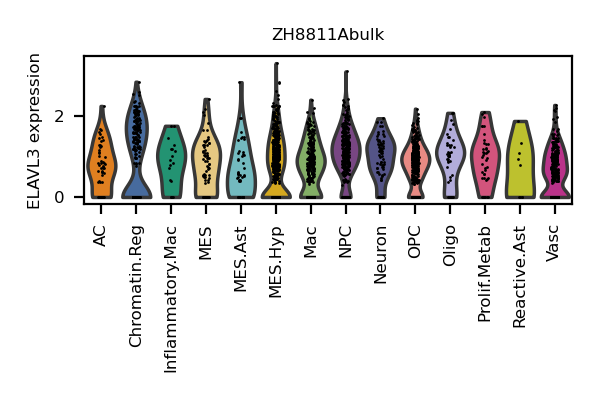 ZH8811Abulk
ELAVL3 expression
2
0
AC
Chromatin.Reg
Inflammatory.Mac
MES
MES.Ast
MES.Hyp
Mac
NPC
Neuron
OPC
Oligo
Prolif.Metab
Reactive.Ast
Vasc